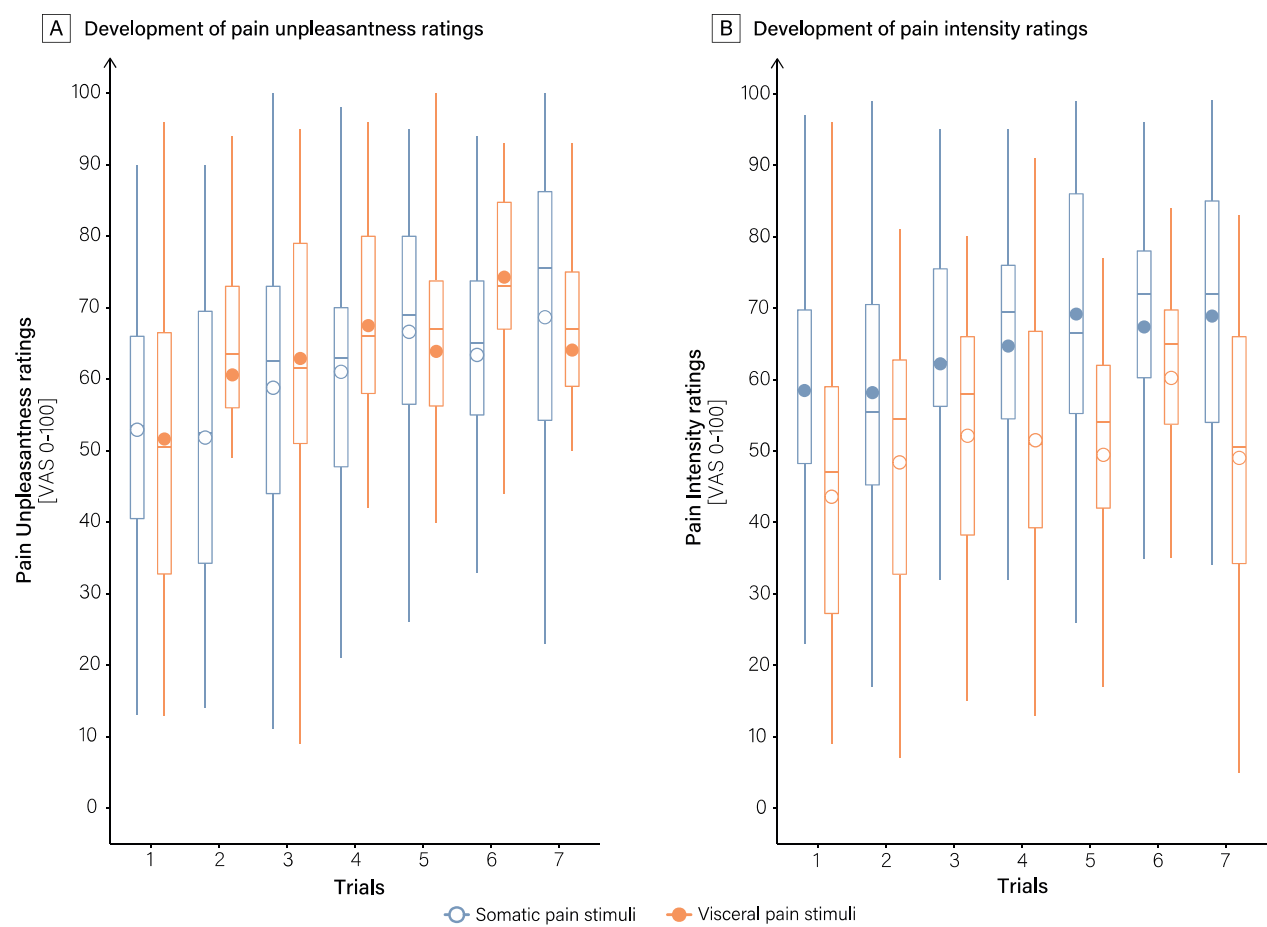 A Development of pain unpleasantness ratings
Pain Unpleasantness ratings
[VAS 0-100]
100
90
80
70
60
50
40
30
20
10
0
1 2 3 4 5 6 7
Trials
B Development of pain intensity ratings
Pain Intensity ratings
[VAS 0-100]
100
90
80
70
60
50
40
30
20
10
0
1 2 3 4 5 6 7
Trials
Somatic pain stimuli Visceral pain stimuli